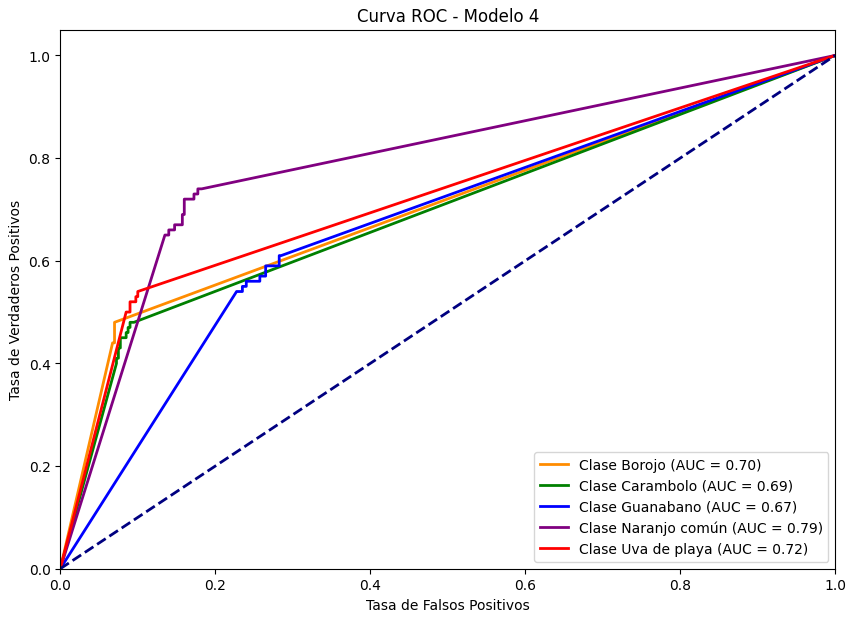 Curva ROC - Modelo 4
Tasa de Verdaderos Positivos
1.0
0.8
0.6
0.4
0.2
0.0
0.0 0.2 0.4 0.6 0.8 1.0
Tasa de Falsos Positivos
Clase Borojo (AUC = 0.70)
Clase Carambolo (AUC = 0.69)
Clase Guanabano (AUC = 0.67)
Clase Naranjo común (AUC = 0.79)
Clase Uva de playa (AUC = 0.72)